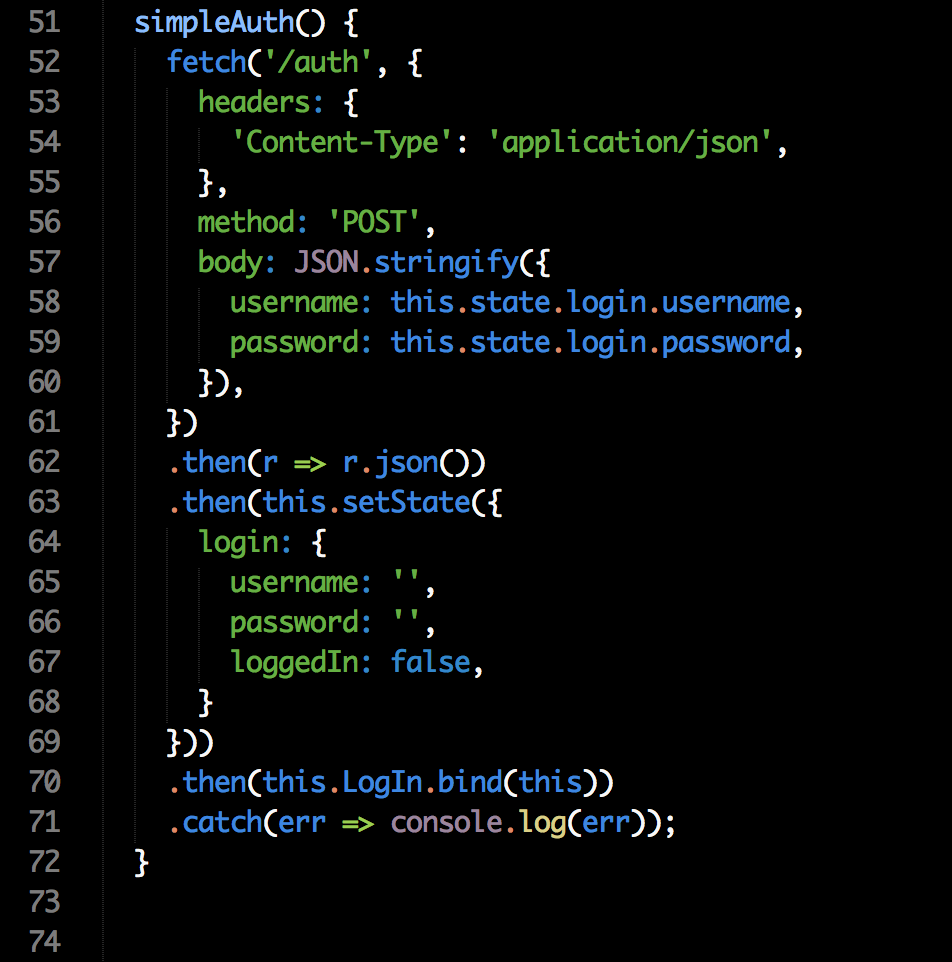 51 simpleAuth() {
52 fetch('/auth', {
53 headers: {
54 'Content-Type': 'application/json',
55 },
56 method: 'POST',
57 body: JSON.stringify({
58 username: this.state.login.username,
59 password: this.state.login.password,
60 }),
61 })
62 .then(r => r.json())
63 .then(this.setState({
64 login: {
65 username: '',
66 password: '',
67 loggedIn: false,
68 }
69 }))
70 .then(this.LogIn.bind(this))
71 .catch(err => console.log(err));
72 }
73
74